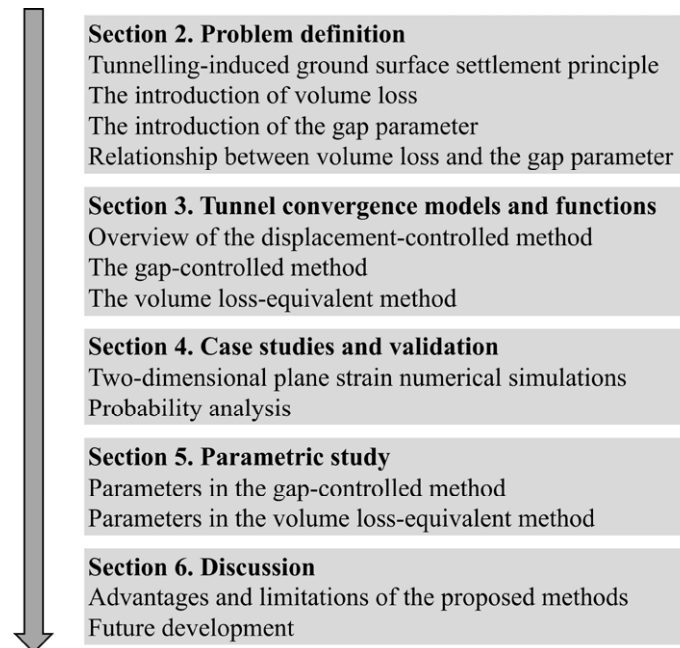 Section 2. Problem definition
Tunnelling-induced ground surface settlement principle
The introduction of volume loss
The introduction of the gap parameter
Relationship between volume loss and the gap parameter
Section 3. Tunnel convergence models and functions
Overview of the displacement-controlled method
The gap-controlled method
The volume loss-equivalent method
Section 4. Case studies and validation
Two-dimensional plane strain numerical simulations
Probability analysis
Section 5. Parametric study
Parameters in the gap-controlled method
Parameters in the volume loss-equivalent method
Section 6. Discussion
Advantages and limitations of the proposed methods
Future development